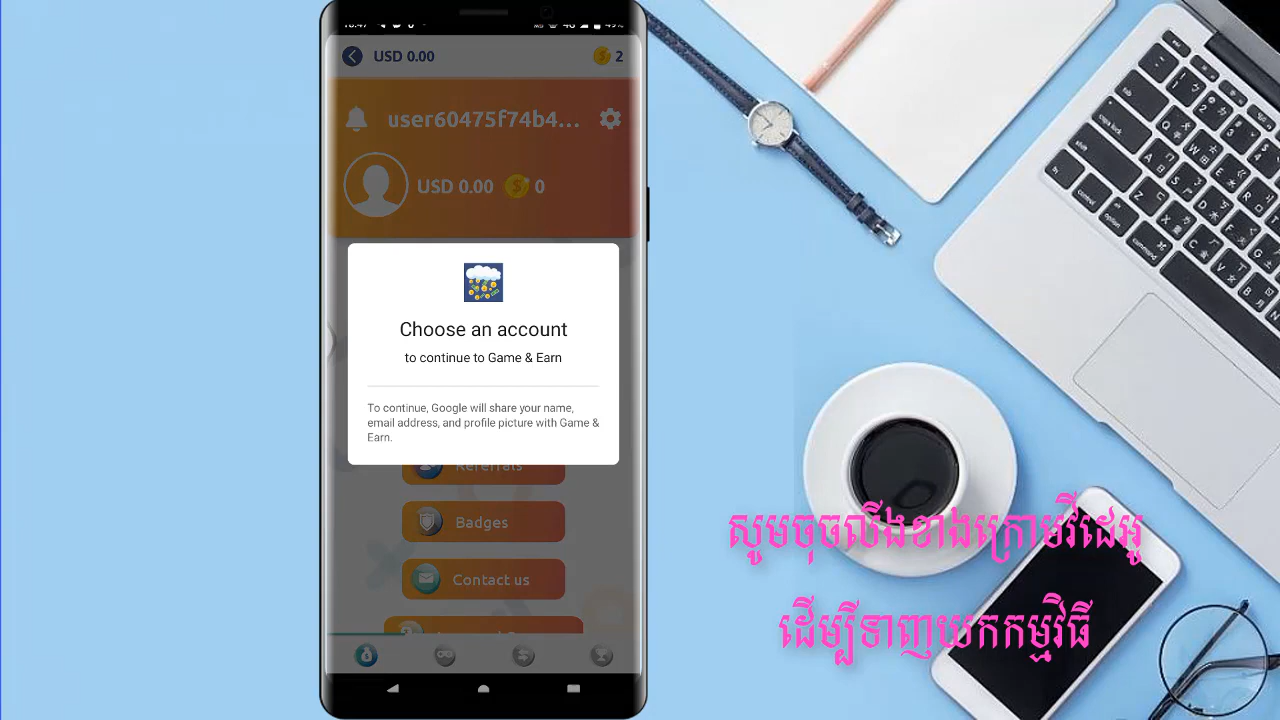 USD 0.00
2
user60475f74b4...
USD 0.00
0
Choose an account
to continue to Game & Earn
To continue, Google will share your name,
email address, and profile picture with Game &
Earn.
Referrals
Badges
Contact us
សូមចុចលីងខាងក្រោមវីដេអូ
ដើម្បីទាញយកកម្មវិធី